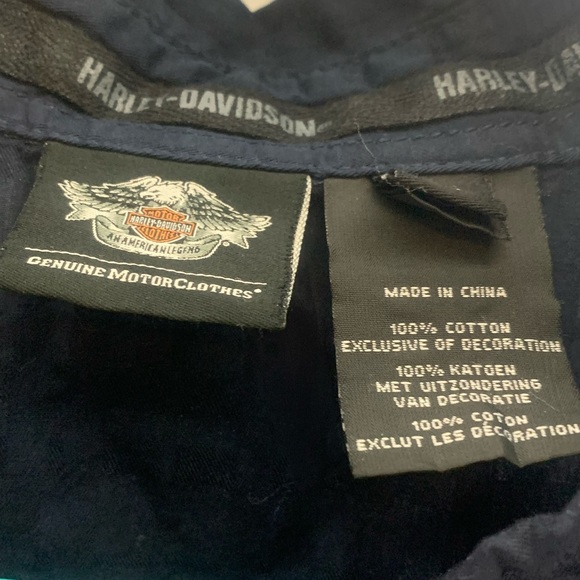 HARLEY-DAVIDSON
HARLEY-DAV
MOTOR
HARLEY-DAVIDSON
CLOTHES
AN AMERICAN LEGEND
GENUINE MOTORCLOTHES®
MADE IN CHINA
100% COTTON
EXCLUSIVE OF DECORATION
100% KATOEN
MET UITZONDERING
VAN DECORATIE
100% COTON
EXCLUT LES DÉCORATION